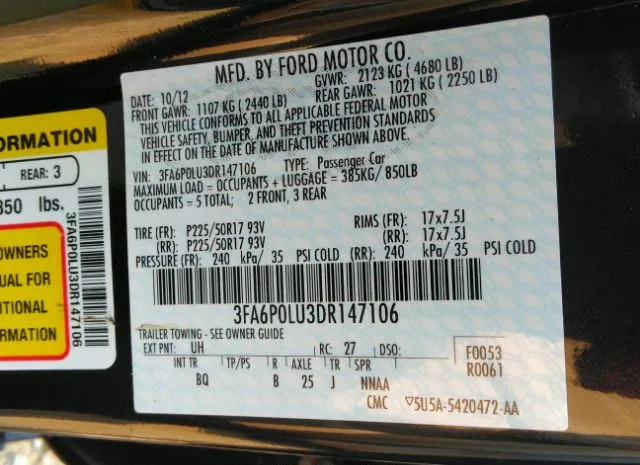 ORMATION
REAR: 3
350 lbs.
OWNERS
UAL FOR
ITIONAL
RMATION
3FA6P0LU3DR147106
MFD. BY FORD MOTOR CO.
DATE: 10/12 GVWR: 2123 KG ( 4680 LB)
FRONT GAWR: 1107 KG ( 2440 LB) REAR GAWR: 1021 KG ( 2250 LB)
THIS VEHICLE CONFORMS TO ALL APPLICABLE FEDERAL MOTOR
VEHICLE SAFETY, BUMPER, AND THEFT PREVENTION STANDARDS
IN EFFECT ON THE DATE OF MANUFACTURE SHOWN ABOVE.
VIN: 3FA6P0LU3DR147106 TYPE: Passenger Car
MAXIMUM LOAD = OCCUPANTS + LUGGAGE = 385KG/ 850LB
OCCUPANTS = 5 TOTAL; 2 FRONT, 3 REAR
TIRE (FR): P225/50R17 93V RIMS (FR): 17x7.5J
(RR): P225/50R17 93V (RR): 17x7.5J
PRESSURE (FR): 240 kPa/ 35 PSI COLD (RR): 240 kPa/ 35 PSI COLD
3FA6P0LU3DR147106
TRAILER TOWING - SEE OWNER GUIDE
EXT PNT: UH RC: 27 DSO: F0053
INT TR TP/PS R AXLE TR SPR R0061
BQ B 25 J NNAA
CMC ▽5U5A-5420472-AA